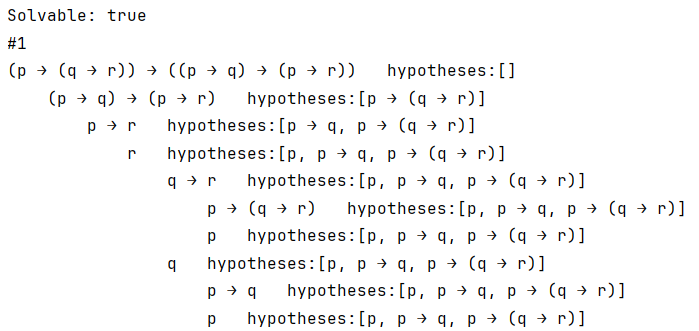 Solvable: true
#1
(p → (q → r)) → ((p → q) → (p → r))   hypotheses:[]
    (p → q) → (p → r)   hypotheses:[p → (q → r)]
        p → r   hypotheses:[p → q, p → (q → r)]
            r   hypotheses:[p, p → q, p → (q → r)]
                q → r   hypotheses:[p, p → q, p → (q → r)]
                    p → (q → r)   hypotheses:[p, p → q, p → (q → r)]
                    p   hypotheses:[p, p → q, p → (q → r)]
                q   hypotheses:[p, p → q, p → (q → r)]
                    p → q   hypotheses:[p, p → q, p → (q → r)]
                    p   hypotheses:[p, p → q, p → (q → r)]